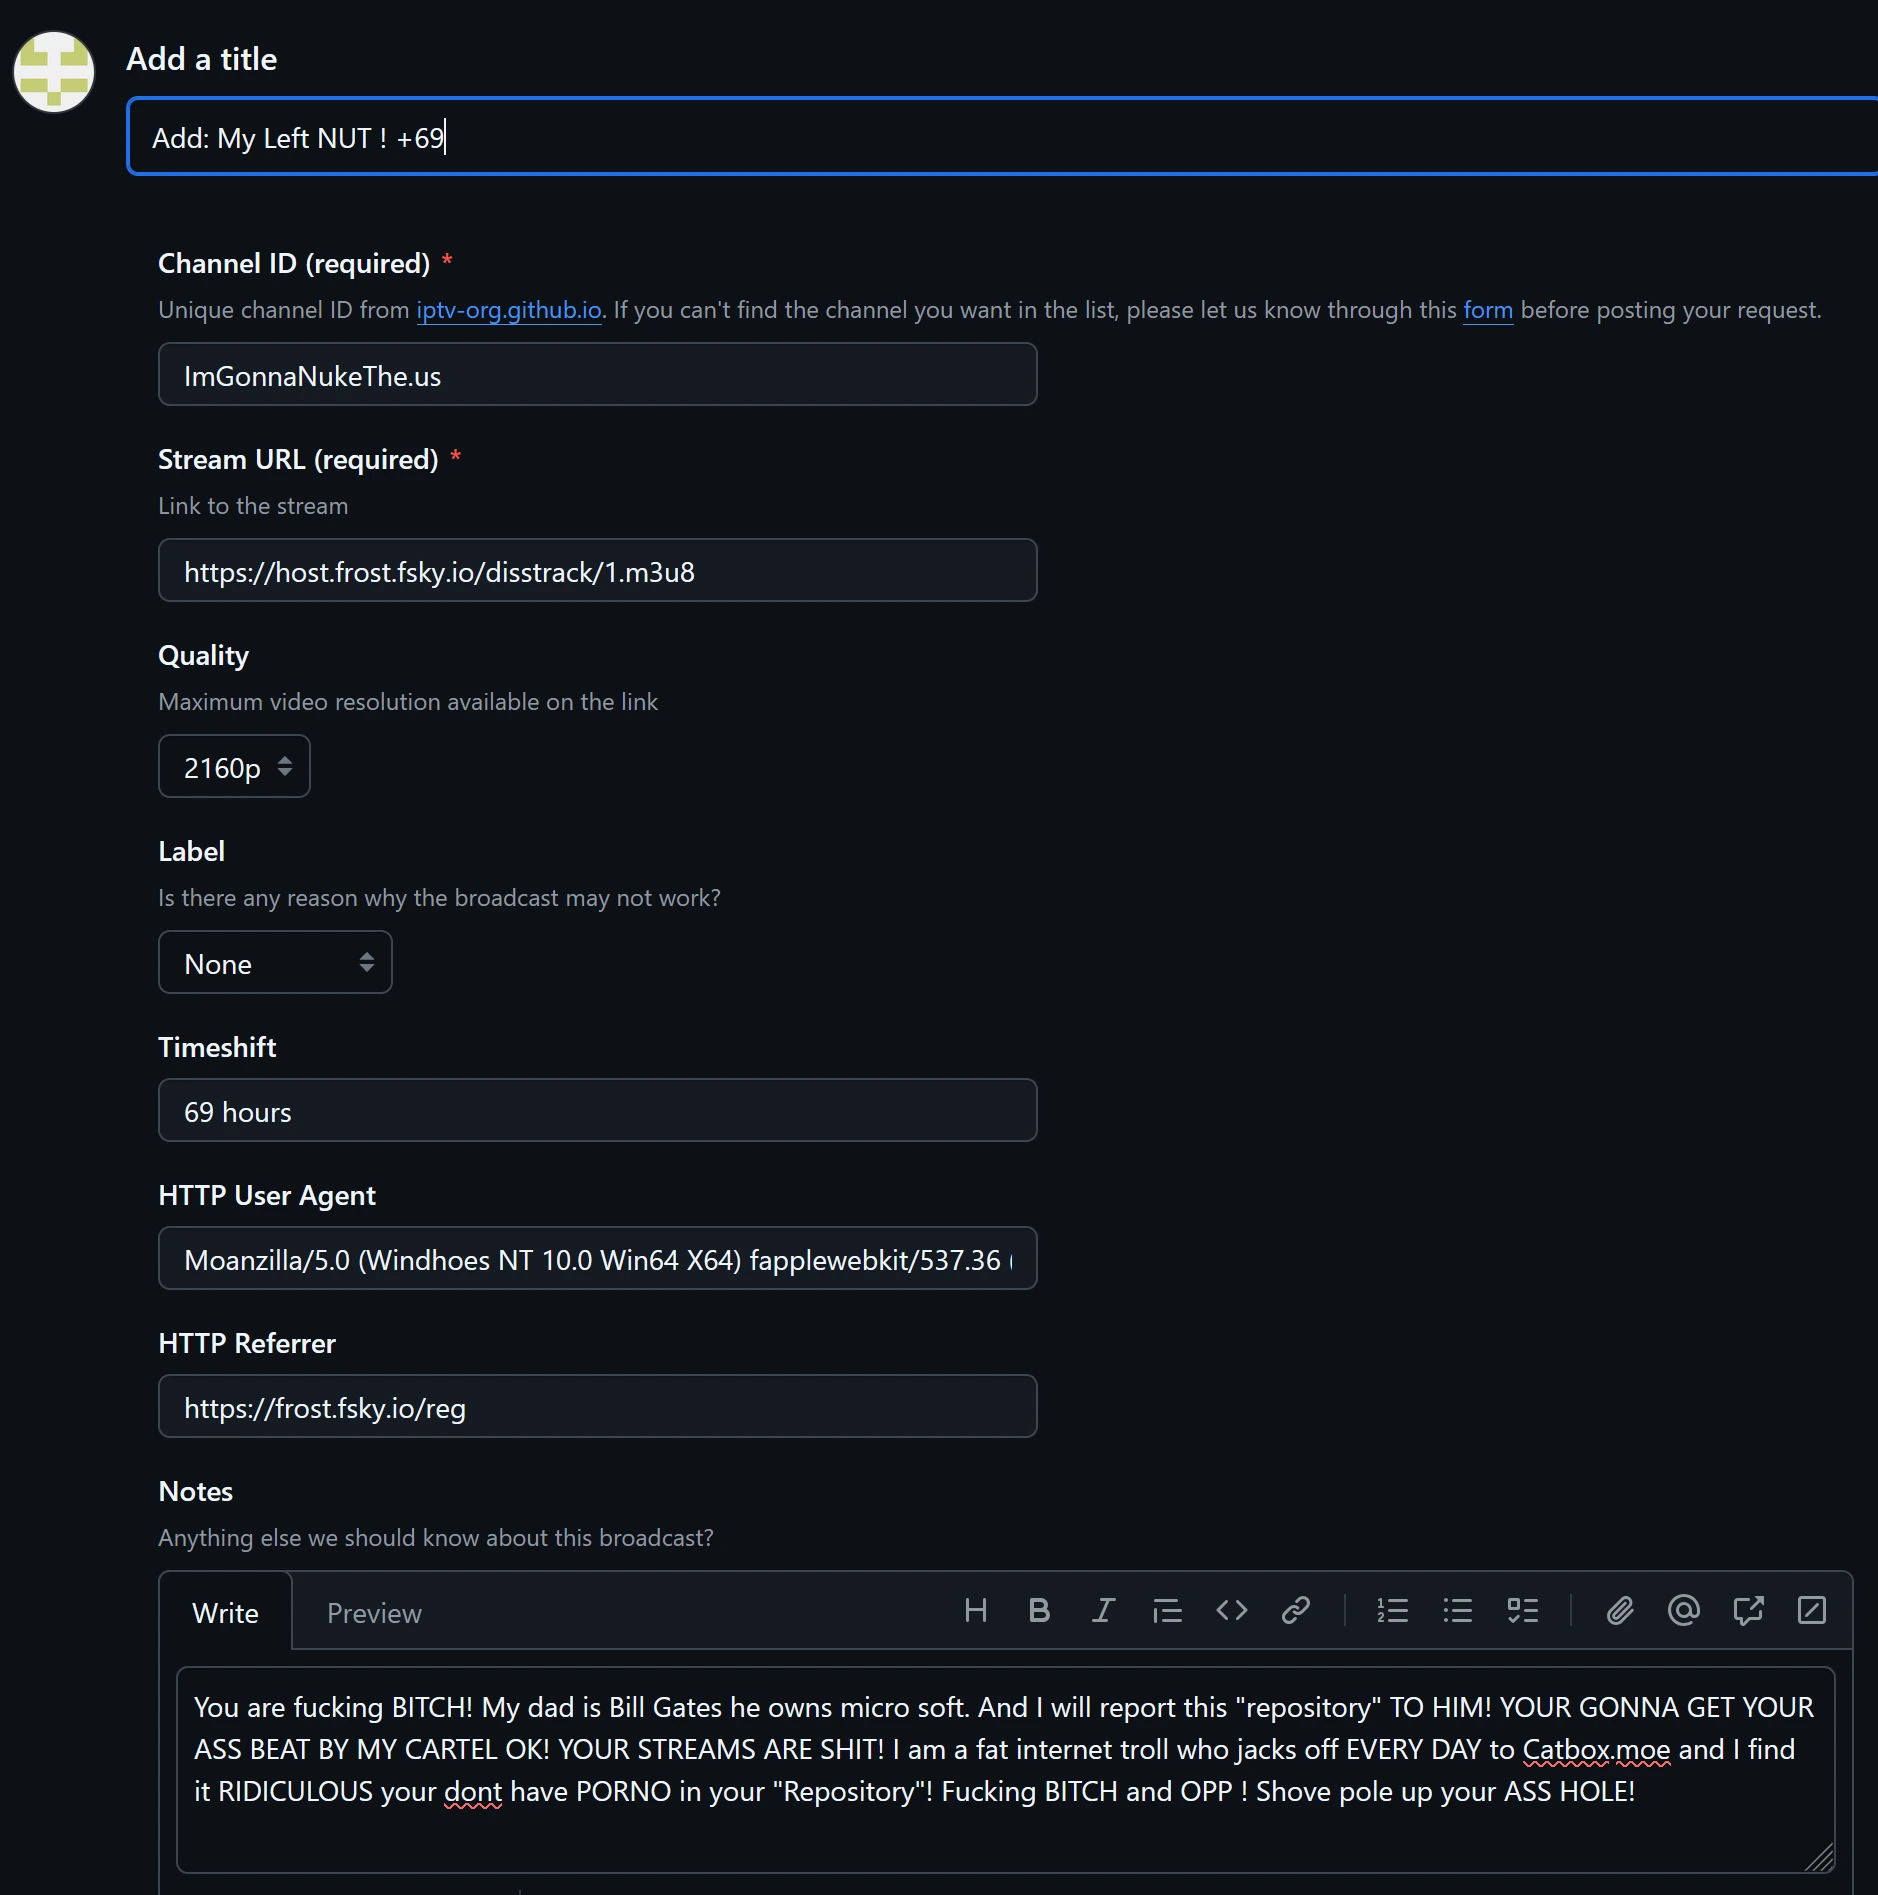 Add a title
Add: My Left NUT ! +69
Channel ID (required) *
Unique channel ID from iptv-org.github.io. If you can't find the channel you want in the list, please let us know through this form before posting your request.
ImGonnaNukeThe.us
Stream URL (required) *
Link to the stream
https://host.frost.fsky.io/disstrack/1.m3u8
Quality
Maximum video resolution available on the link
2160p
Label
Is there any reason why the broadcast may not work?
None
Timeshift
69 hours
HTTP User Agent
Moanzilla/5.0 (Windhoes NT 10.0 Win64 X64) fapplewebkit/537.36 (
HTTP Referrer
https://frost.fsky.io/reg
Notes
Anything else we should know about this broadcast?
Write Preview
You are fucking BITCH! My dad is Bill Gates he owns micro soft. And I will report this "repository" TO HIM! YOUR GONNA GET YOUR
ASS BEAT BY MY CARTEL OK! YOUR STREAMS ARE SHIT! I am a fat internet troll who jacks off EVERY DAY to Catbox.moe and I find
it RIDICULOUS your dont have PORNO in your "Repository"! Fucking BITCH and OPP ! Shove pole up your ASS HOLE!